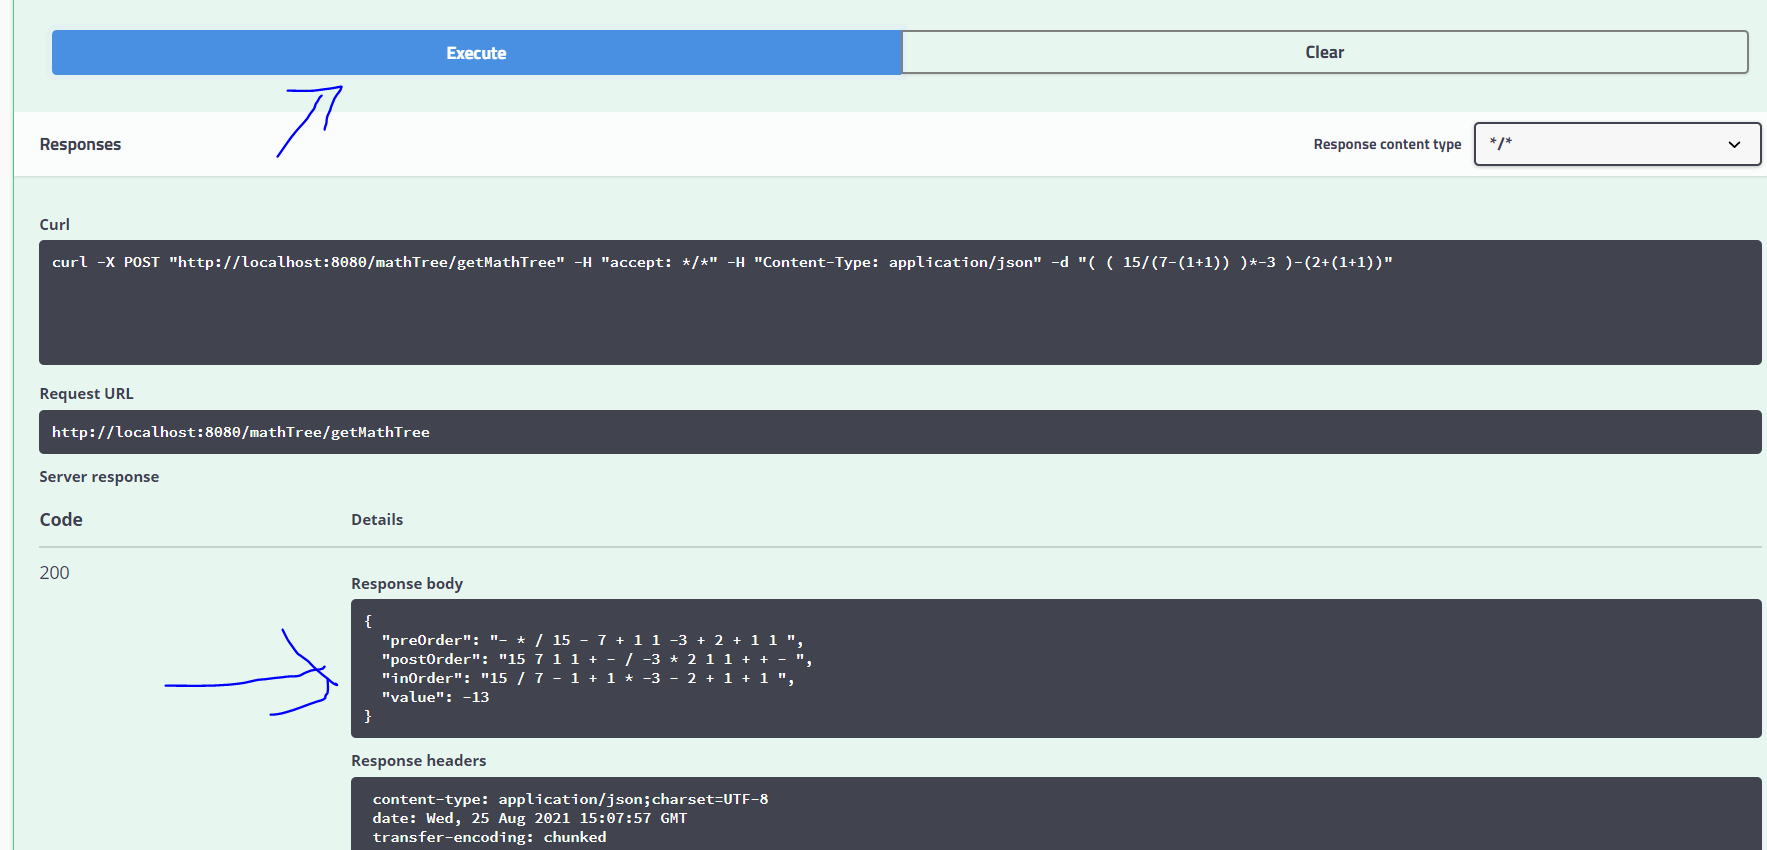 Execute
Clear
Responses
Response content type
*/*
Curl
curl -X POST "http://localhost:8080/mathTree/getMathTree" -H "accept: */*" -H "Content-Type: application/json" -d "( ( 15/(7-(1+1)) )*-3 )-(2+(1+1))"
Request URL
http://localhost:8080/mathTree/getMathTree
Server response
Code
Details
200
Response body
{
  "preOrder": "- * / 15 - 7 + 1 1 -3 + 2 + 1 1 ",
  "postOrder": "15 7 1 1 + - / -3 * 2 1 1 + + - ",
  "inOrder": "15 / 7 - 1 + 1 * -3 - 2 + 1 + 1 ",
  "value": -13
}
Response headers
content-type: application/json;charset=UTF-8
date: Wed, 25 Aug 2021 15:07:57 GMT
transfer-encoding: chunked